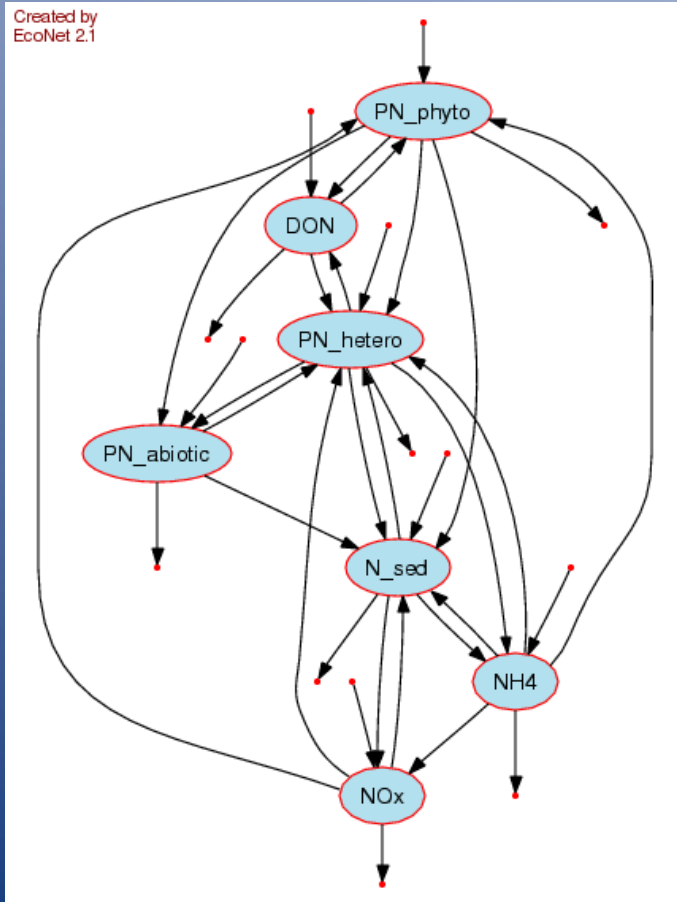 Created by
EcoNet 2.1
PN_phyto
DON
PN_hetero
PN_abiotic
N_sed
NH4
NOx